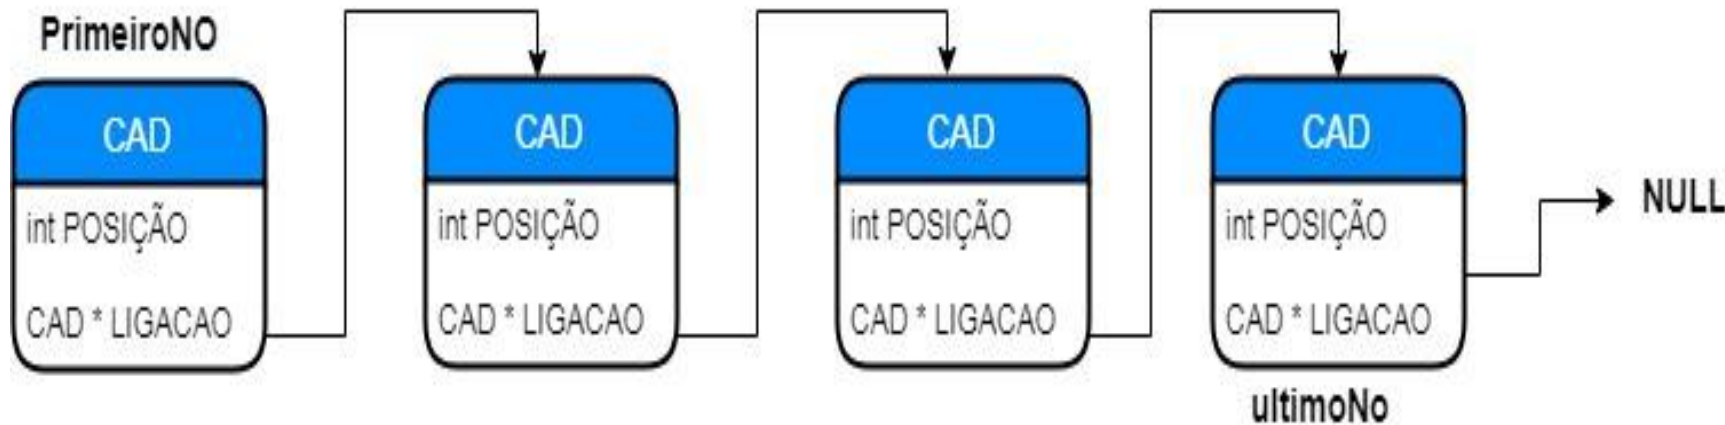 PrimeiroNO
CAD
int POSIÇÃO
CAD * LIGACAO
CAD
int POSIÇÃO
CAD * LIGACAO
CAD
int POSIÇÃO
CAD * LIGACAO
CAD
int POSIÇÃO
CAD * LIGACAO
ultimoNo
NULL